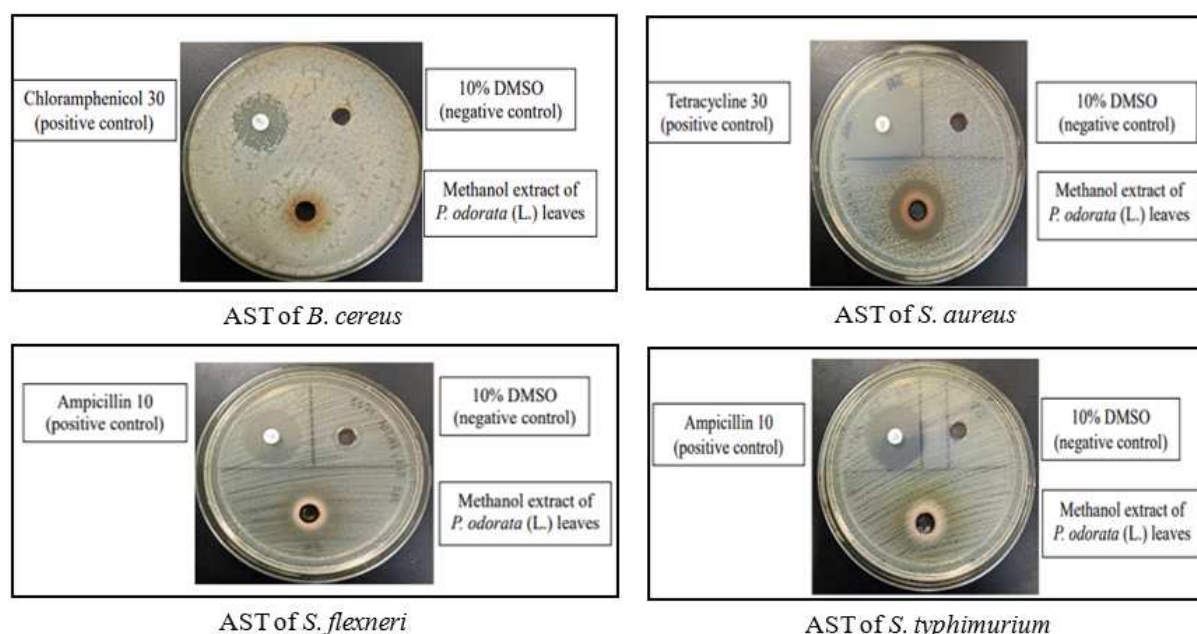 Chloramphenicol 30
(positive control)
10% DMSO
(negative control)
Methanol extract of
P. odorata (L.) leaves
AST of B. cereus
Tetracycline 30
(positive control)
10% DMSO
(negative control)
Methanol extract of
P. odorata (L.) leaves
AST of S. aureus
Ampicillin 10
(positive control)
10% DMSO
(negative control)
Methanol extract of
P. odorata (L.) leaves
AST of S. flexneri
Ampicillin 10
(positive control)
10% DMSO
(negative control)
Methanol extract of
P. odorata (L.) leaves
AST of S. typhimurium